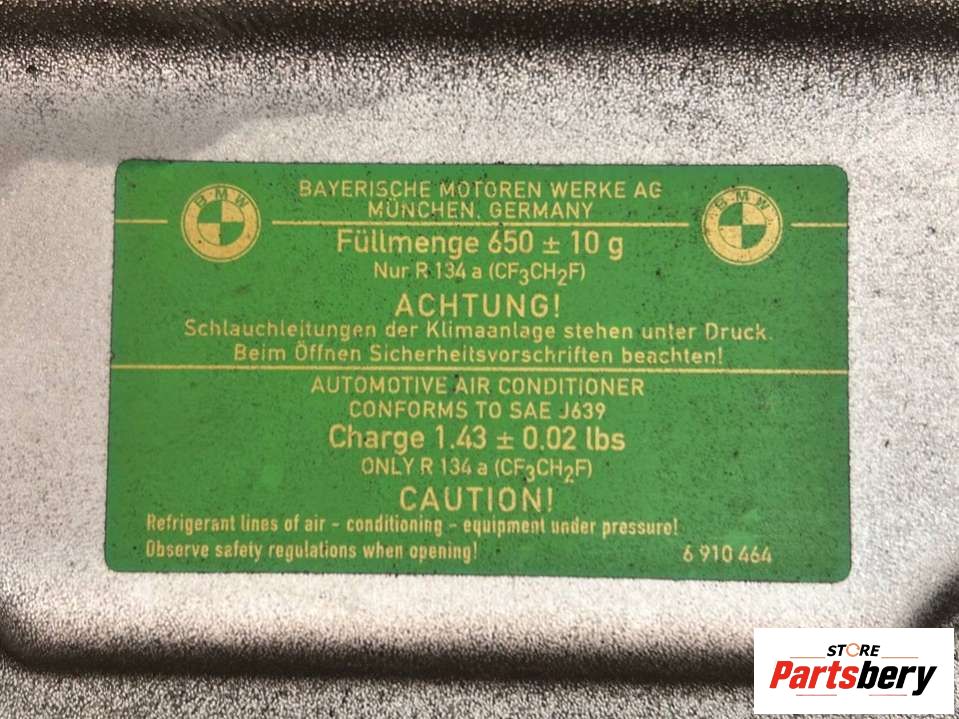 BAYERISCHE MOTOREN WERKE AG
MÜNCHEN, GERMANY
BMW
BMW
Füllmenge 650 ± 10 g
Nur R 134 a (CF3CH2F)
ACHTUNG!
Schlauchleitungen der Klimaanlage stehen unter Druck.
Beim Öffnen Sicherheitsvorschriften beachten!
AUTOMOTIVE AIR CONDITIONER
CONFORMS TO SAE J639
Charge 1.43 ± 0.02 lbs
ONLY R 134 a (CF3CH2F)
CAUTION!
Refrigerant lines of air - conditioning - equipment under pressure!
Observe safety regulations when opening!
6 910 464
STORE
Partsbery